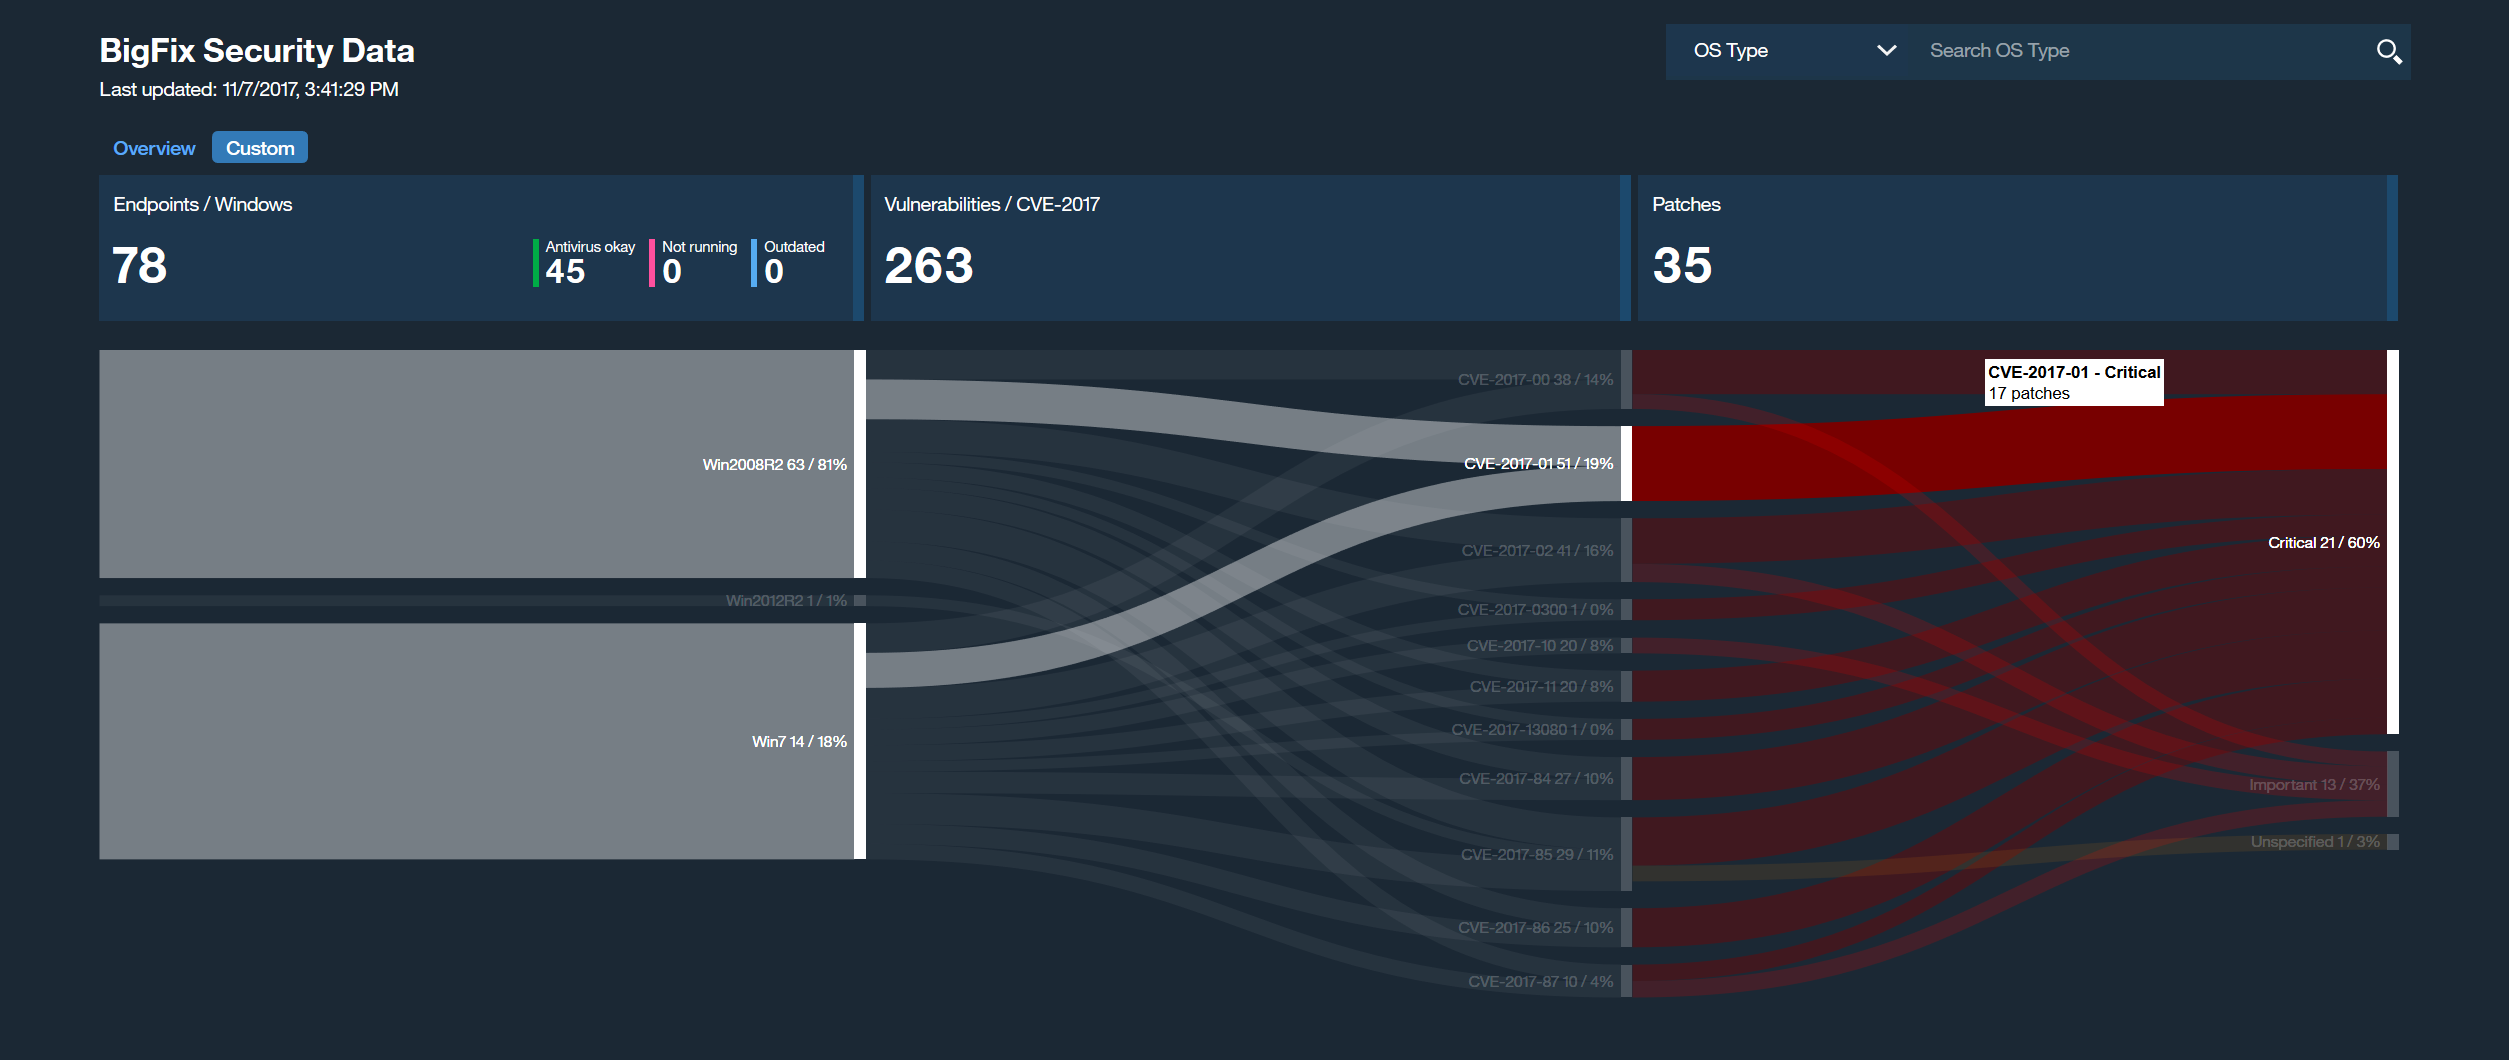 BigFix Security Data
Last updated: 11/7/2017, 3:41:29 PM
OS Type
Search OS Type
Overview
Custom
Endpoints / Windows
78
Antivirus okay
45
Not running
0
Outdated
0
Vulnerabilities / CVE-2017
263
Patches
35
Win2008R2 63 / 81%
Win2012R2 1 / 1%
Win7 14 / 18%
CVE-2017-00 38 / 14%
CVE-2017-01 51 / 19%
CVE-2017-02 41 / 16%
CVE-2017-0300 1 / 0%
CVE-2017-10 20 / 8%
CVE-2017-11 20 / 8%
CVE-2017-13080 1 / 0%
CVE-2017-84 27 / 10%
CVE-2017-85 29 / 11%
CVE-2017-86 25 / 10%
CVE-2017-87 10 / 4%
CVE-2017-01 - Critical
17 patches
Critical 21 / 60%
Important 13 / 37%
Unspecified 1 / 3%